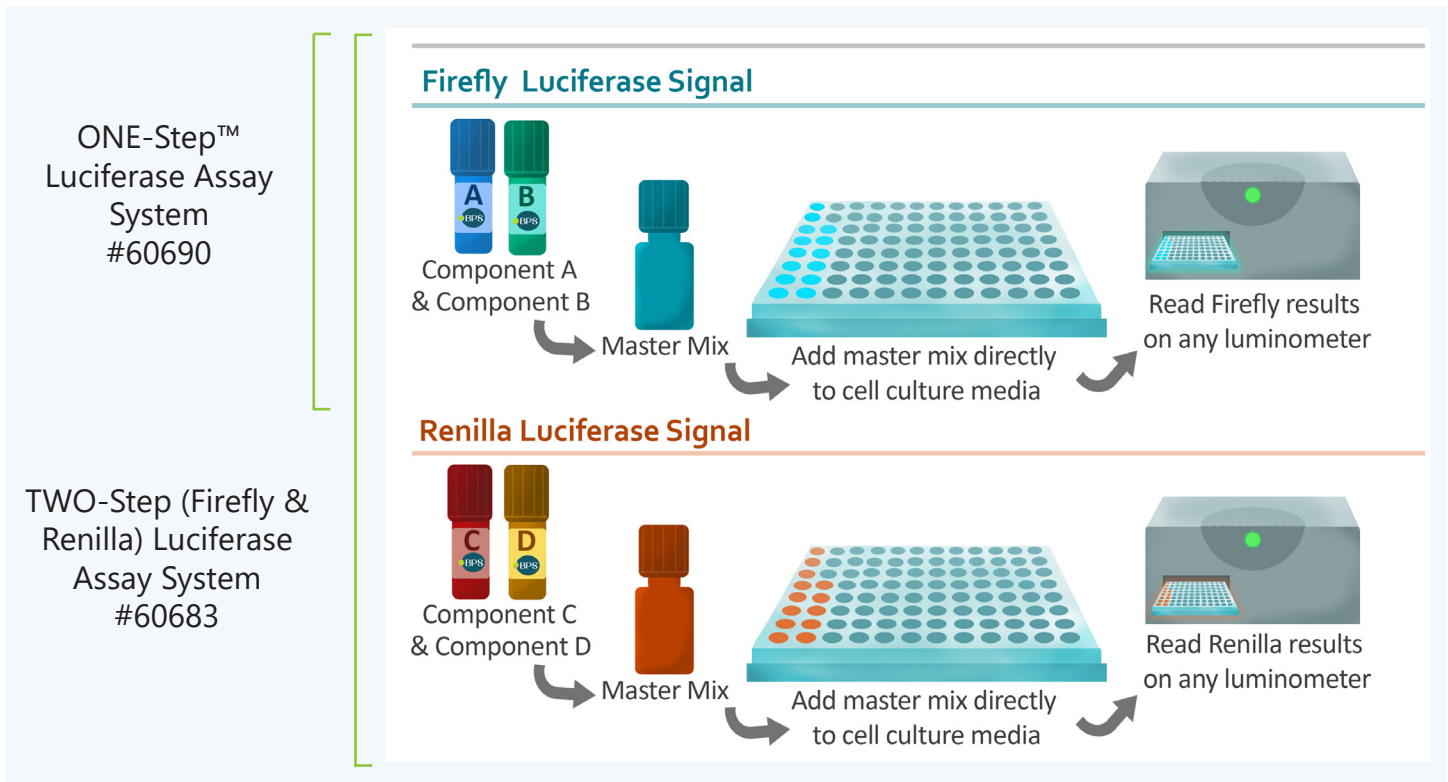 ONE-Step™
Luciferase Assay
System
#60690
TWO-Step (Firefly &
Renilla) Luciferase
Assay System
#60683
Firefly Luciferase Signal
A
BPS
B
BPS
Component A
& Component B
Master Mix
Add master mix directly
to cell culture media
Read Firefly results
on any luminometer
Renilla Luciferase Signal
C
BPS
D
BPS
Component C
& Component D
Master Mix
Add master mix directly
to cell culture media
Read Renilla results
on any luminometer